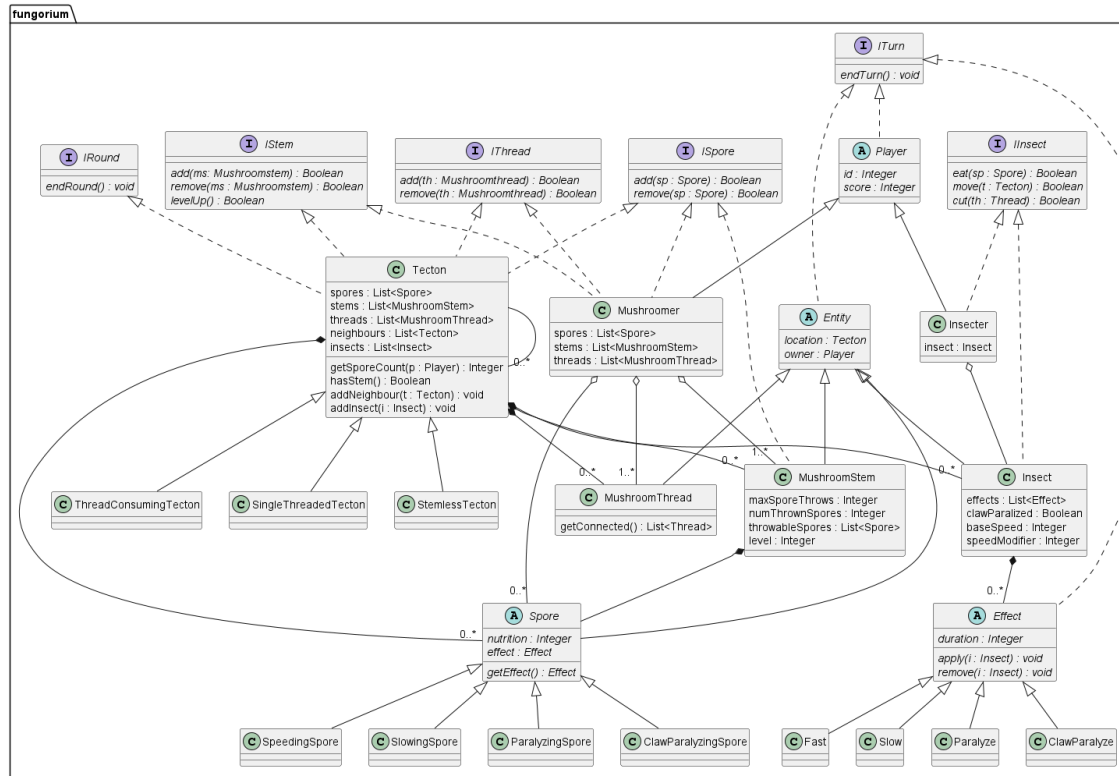 fungorium
I ITurn
endTurn() : void
I IRound
endRound() : void
I IStem
add(ms: Mushroomstem) : Boolean
remove(ms : Mushroomstem) : Boolean
levelUp() : Boolean
I IThread
add(th : Mushroomthread) : Boolean
remove(th : Mushroomthread) : Boolean
I ISpore
add(sp : Spore) : Boolean
remove(sp : Spore) : Boolean
A Player
id : Integer
score : Integer
I IInsect
eat(sp : Spore) : Boolean
move(t : Tecton) : Boolean
cut(th : Thread) : Boolean
C Tecton
spores : List<Spore>
stems : List<MushroomStem>
threads : List<MushroomThread>
neighbours : List<Tecton>
insects : List<Insect>
getSporeCount(p : Player) : Integer
hasStem() : Boolean
addNeighbour(t : Tecton) : void
addInsect(i : Insect) : void
0..*
C Mushroomer
spores : List<Spore>
stems : List<MushroomStem>
threads : List<MushroomThread>
A Entity
location : Tecton
owner : Player
C Insecter
insect : Insect
0..*
1..*
0..*
1..*
0..*
C ThreadConsumingTecton
C SingleThreadedTecton
C StemlessTecton
C MushroomThread
getConnected() : List<Thread>
C MushroomStem
maxSporeThrows : Integer
numThrownSpores : Integer
throwableSpores : List<Spore>
level : Integer
C Insect
effects : List<Effect>
clawParalized : Boolean
baseSpeed : Integer
speedModifier : Integer
0..*
0..*
0..*
A Spore
nutrition : Integer
effect : Effect
getEffect() : Effect
A Effect
duration : Integer
apply(i : Insect) : void
remove(i : Insect) : void
C SpeedingSpore
C SlowingSpore
C ParalyzingSpore
C ClawParalyzingSpore
C Fast
C Slow
C Paralyze
C ClawParalyze